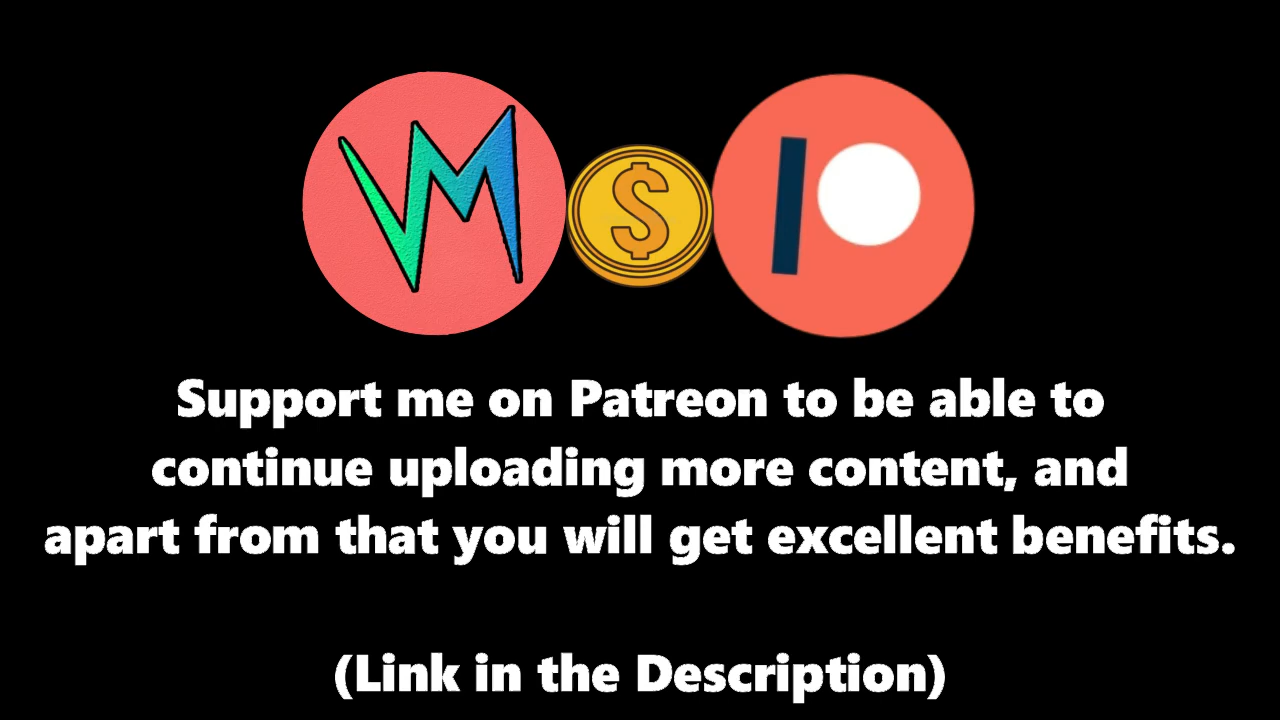 VM
$
Support me on Patreon to be able to
continue uploading more content, and
apart from that you will get excellent benefits.
(Link in the Description)